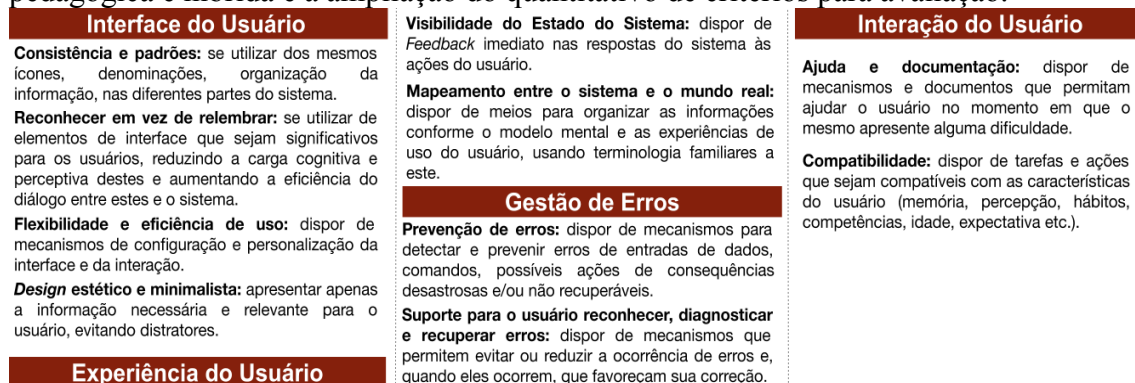 pedagógica e híbrida e a ampliação do quantitativo de critérios para avaliação.
Interface do Usuário
Consistência e padrões: se utilizar dos mesmos
ícones, denominações, organização da
informação, nas diferentes partes do sistema.
Reconhecer em vez de relembrar: se utilizar de
elementos de interface que sejam significativos
para os usuários, reduzindo a carga cognitiva e
perceptiva destes e aumentando a eficiência do
diálogo entre estes e o sistema.
Flexibilidade e eficiência de uso: dispor de
mecanismos de configuração e personalização da
interface e da interação.
Design estético e minimalista: apresentar apenas
a informação necessária e relevante para o
usuário, evitando distratores.
Experiência do Usuário
Visibilidade do Estado do Sistema: dispor de
Feedback imediato nas respostas do sistema às
ações do usuário.
Mapeamento entre o sistema e o mundo real:
dispor de meios para organizar as informações
conforme o modelo mental e as experiências de
uso do usuário, usando terminologia familiares a
este.
Gestão de Erros
Prevenção de erros: dispor de mecanismos para
detectar e prevenir erros de entradas de dados,
comandos, possíveis ações de consequências
desastrosas e/ou não recuperáveis.
Suporte para o usuário reconhecer, diagnosticar
e recuperar erros: dispor de mecanismos que
permitem evitar ou reduzir a ocorrência de erros e,
quando eles ocorrem, que favoreçam sua correção.
Interação do Usuário
Ajuda e documentação: dispor de
mecanismos e documentos que permitam
ajudar o usuário no momento em que o
mesmo apresente alguma dificuldade.
Compatibilidade: dispor de tarefas e ações
que sejam compatíveis com as características
do usuário (memória, percepção, hábitos,
competências, idade, expectativa etc.).